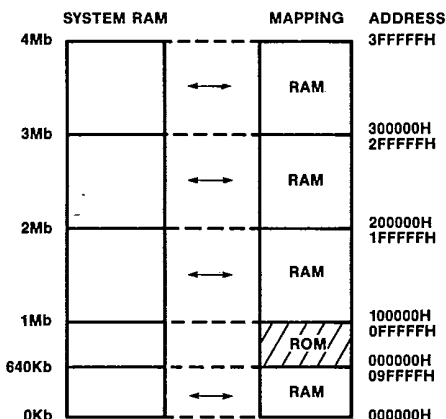 SYSTEM RAM MAPPING ADDRESS
4Mb 3FFFFFH
RAM
3Mb 300000H
2FFFFFH
RAM
2Mb 200000H
1FFFFFH
RAM
1Mb 100000H
0FFFFFH
ROM
640Kb 000000H
09FFFFH
RAM
0Kb 000000H